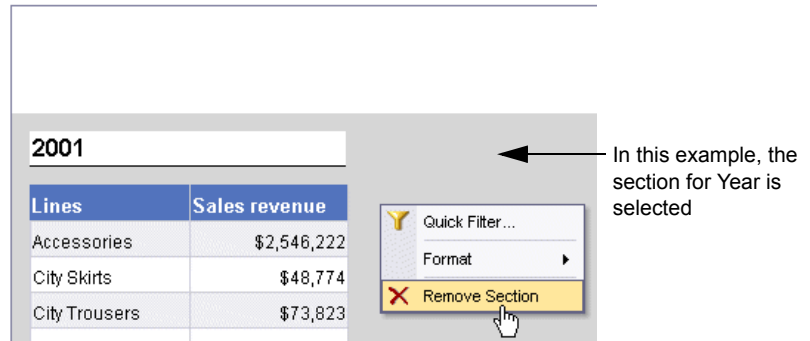 2001
In this example, the
section for Year is
selected
Lines Sales revenue
Quick Filter...
Accessories $2,546,222
Format
City Skirts $48,774
Remove Section
City Trousers $73,823